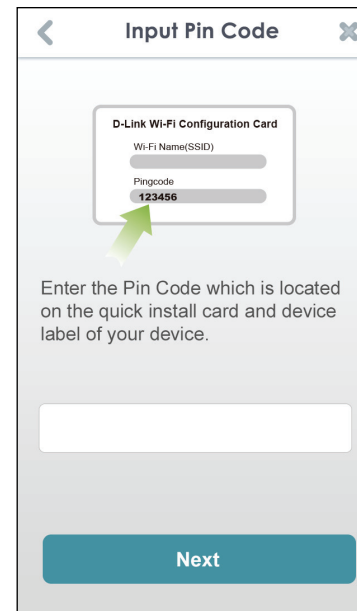 Input Pin Code
D-Link Wi-Fi Configuration Card
Wi-Fi Name(SSID)
Pingcode
123456
Enter the Pin Code which is located
on the quick install card and device
label of your device.
Next